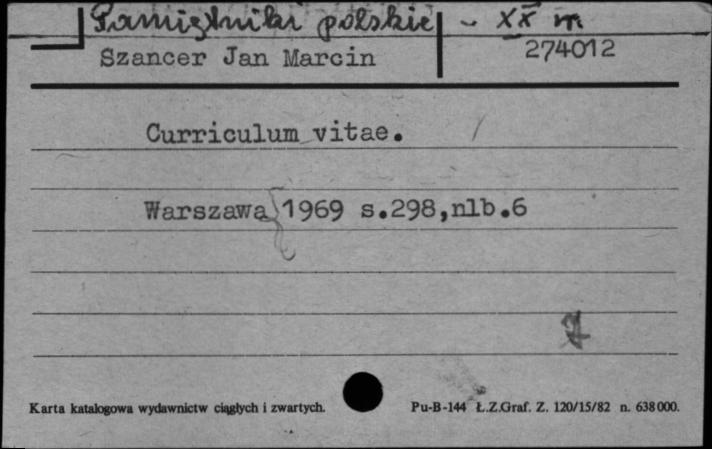 Pamiętniki polskie - XX w.
Szancer Jan Marcin 274012
Curriculum vitae.
Warszawa 1969 s.298,nlb.6
Karta katalogowa wydawnictw ciągłych i zwartych. Pu-B-144 Ł.Z.Graf. Z. 120/15/82 n. 638000.